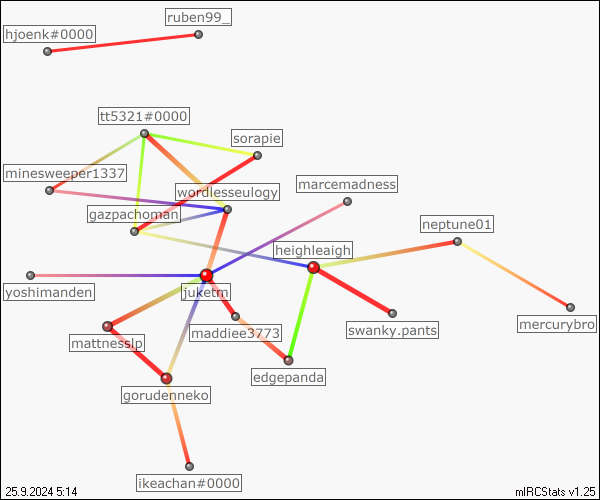 ruben99_
hjoenk#0000
tt5321#0000
sorapie
minesweeper1337
marcemadness
wordlesseulogy
gazpachoman
neptune01
heighleaigh
yoshimanden
juketm
mercurybro
swanky.pants
maddiee3773
mattnesslp
edgepanda
gorudenneko
ikeachan#0000
25.9.2024 5:14
mIRCStats v1.25